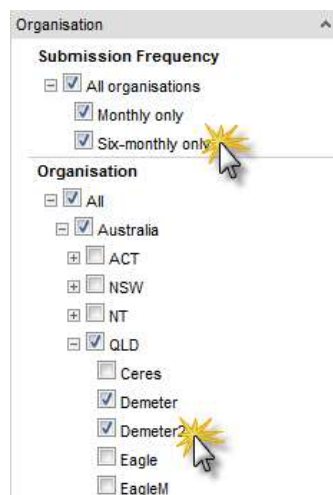 Organisation
Submission Frequency
All organisations
Monthly only
Six-monthly only
Organisation
All
Australia
ACT
NSW
NT
QLD
Ceres
Demeter
Demeter2
Eagle
EagleM